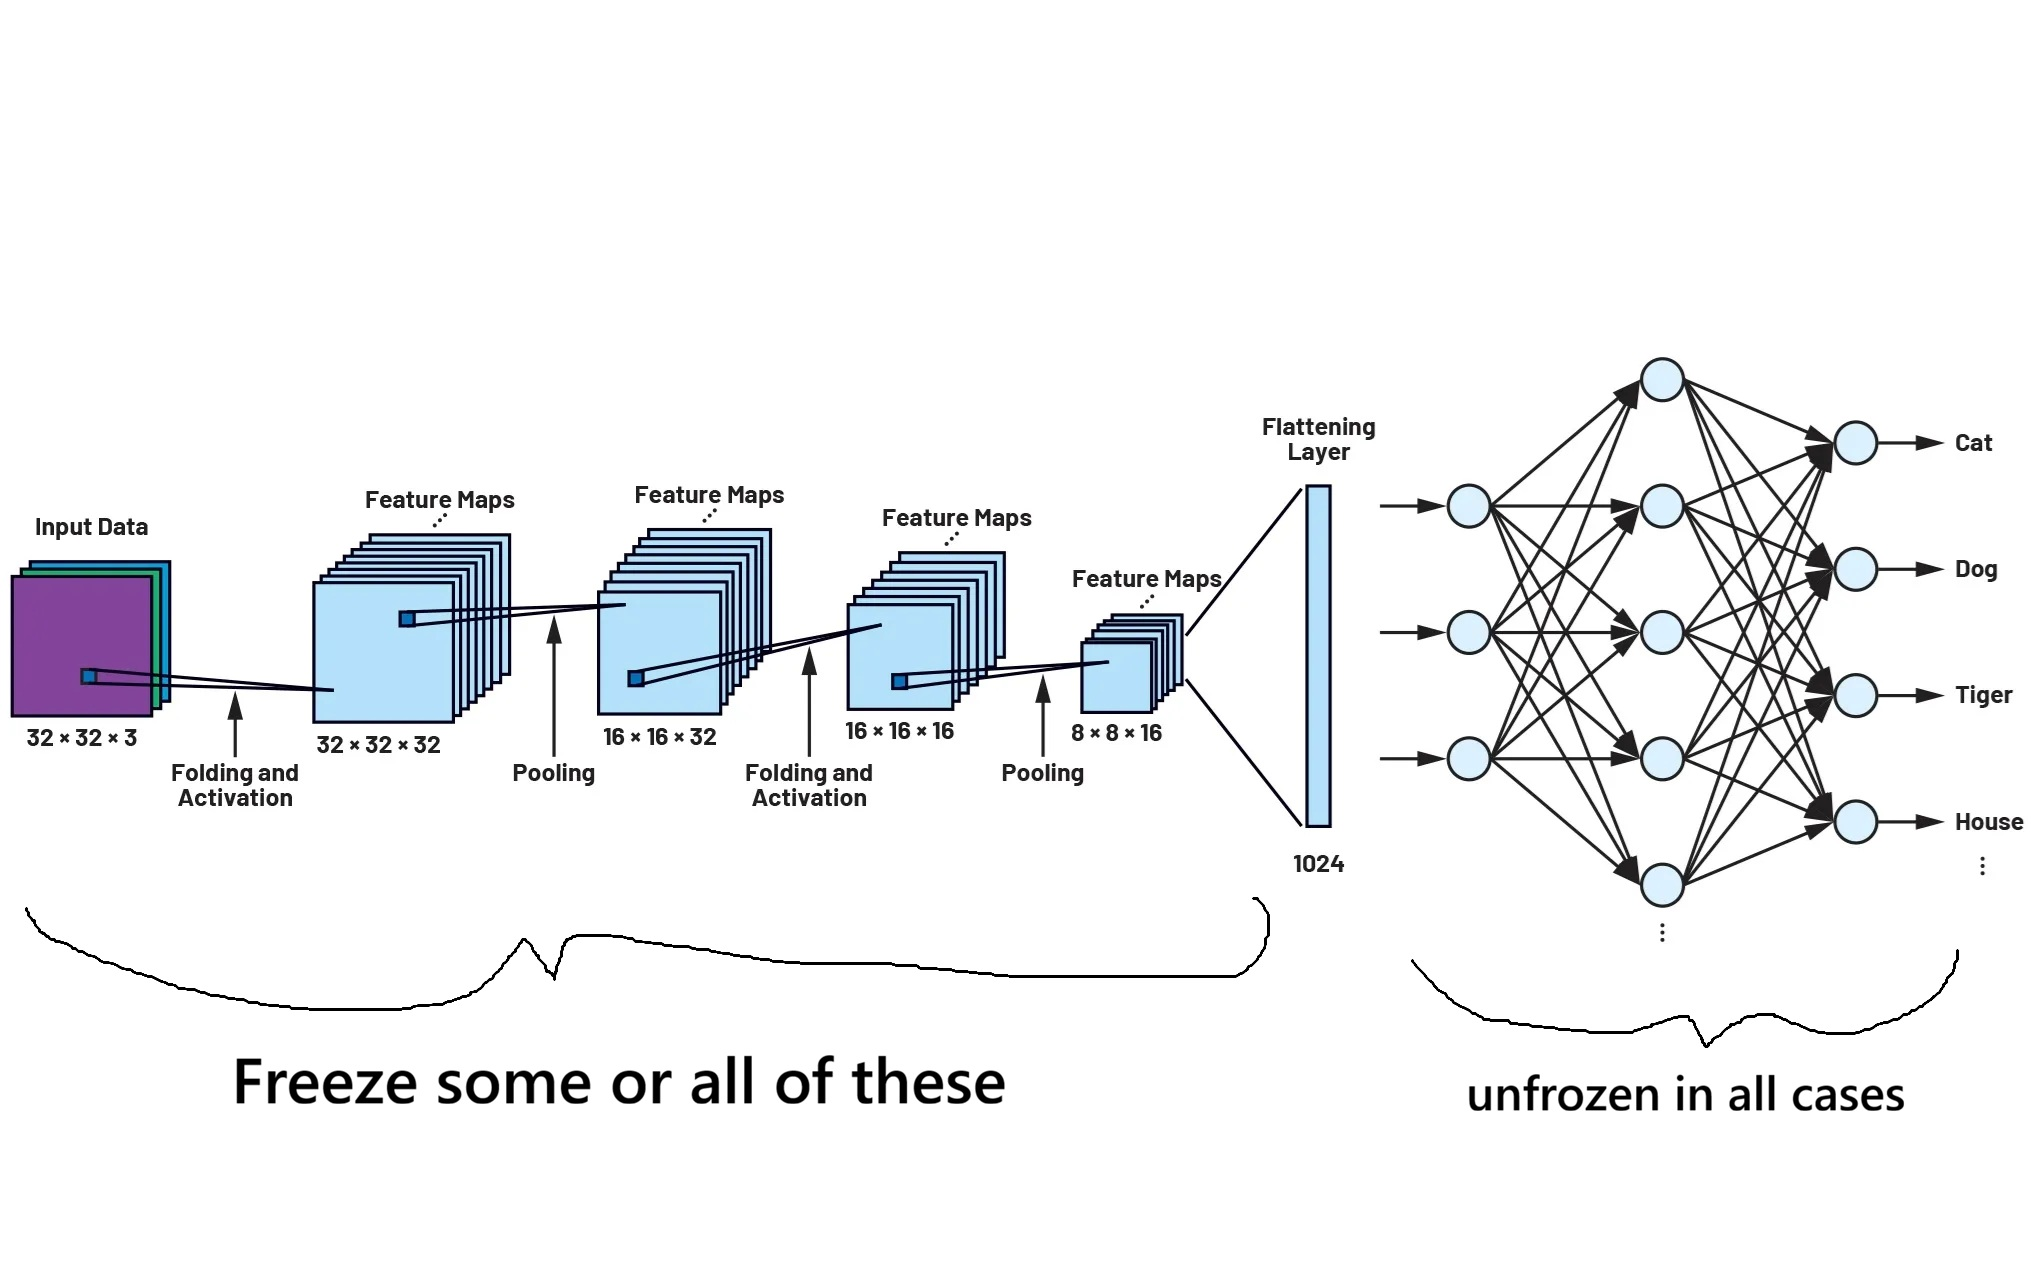 Input Data
32 × 32 × 3
Folding and
Activation
Feature Maps
32 × 32 × 32
Pooling
Feature Maps
16 × 16 × 32
Folding and
Activation
Feature Maps
16 × 16 × 16
Pooling
Feature Maps
8 × 8 × 16
Flattening
Layer
1024
Cat
Dog
Tiger
House
Freeze some or all of these
unfrozen in all cases